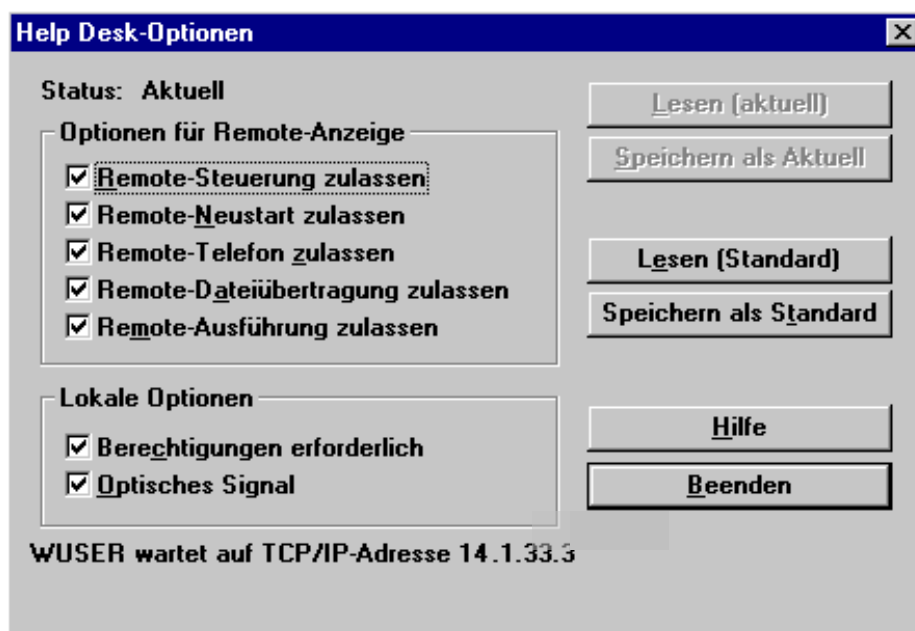 Help Desk-Optionen
Status: Aktuell
Optionen für Remote-Anzeige
Remote-Steuerung zulassen
Remote-Neustart zulassen
Remote-Telefon zulassen
Remote-Dateiübertragung zulassen
Remote-Ausführung zulassen
Lokale Optionen
Berechtigungen erforderlich
Optisches Signal
WUSER wartet auf TCP/IP-Adresse 14.1.33.3
Lesen (aktuell)
Speichern als Aktuell
Lesen (Standard)
Speichern als Standard
Hilfe
Beenden